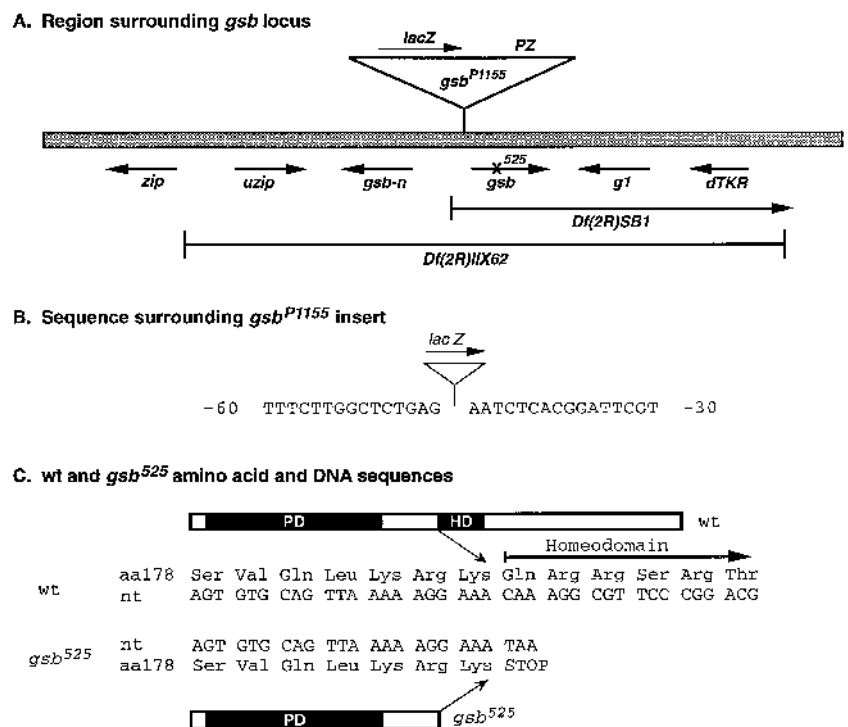 A. Region surrounding gsb locus
lacZ PZ
gsbP1155
525
zip uzip gsb-n gsb g1 dTKR
Df(2R)SB1
Df(2R)IIX62
B. Sequence surrounding gsbP1155 insert
lac Z
-60 TTTCTTGGCTCTGAG AATCTCACGGATTCGT -30
C. wt and gsb525 amino acid and DNA sequences
PD HD wt
Homeodomain
aa178 Ser Val Gln Leu Lys Arg Lys Gln Arg Arg Ser Arg Thr
wt
nt AGT GTG CAG TTA AAA AGG AAA CAA AGG CGT TCC CGG ACG
nt AGT GTG CAG TTA AAA AGG AAA TAA
gsb525
aa178 Ser Val Gln Leu Lys Arg Lys STOP
PD gsb525